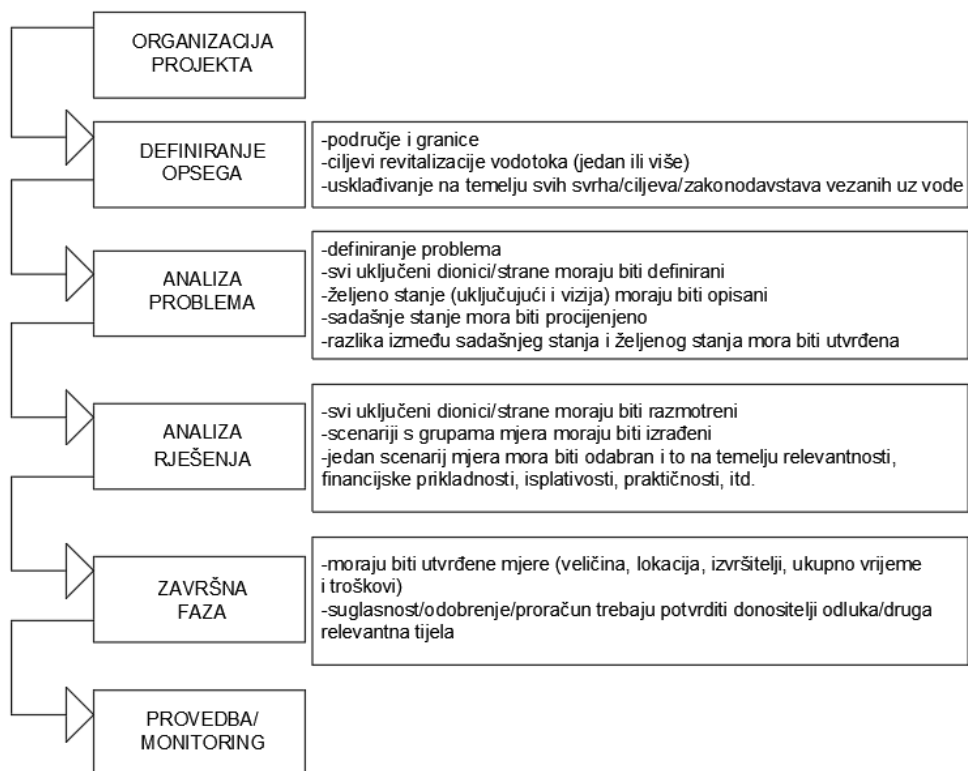 ORGANIZACIJA
PROJEKTA
DEFINIRANJE
OPSEGA
-područje i granice
-ciljevi revitalizacije vodotoka (jedan ili više)
-usklađivanje na temelju svih svrha/ciljeva/zakonodavstava vezanih uz vode
ANALIZA
PROBLEMA
-definiranje problema
-svi uključeni dionici/strane moraju biti definirani
-željeno stanje (uključujući i vizija) moraju biti opisani
-sadašnje stanje mora biti procijenjeno
-razlika između sadašnjeg stanja i željenog stanja mora biti utvrđena
ANALIZA
RJEŠENJA
-svi uključeni dionici/strane moraju biti razmotreni
-scenariji s grupama mjera moraju biti izrađeni
-jedan scenarij mjera mora biti odabran i to na temelju relevantnosti,
financijske prikladnosti, isplativosti, praktičnosti, itd.
ZAVRŠNA
FAZA
-moraju biti utvrđene mjere (veličina, lokacija, izvršitelji, ukupno vrijeme
i troškovi)
-suglasnost/odobrenje/proračun trebaju potvrditi donositelji odluka/druga
relevantna tijela
PROVEDBA/
MONITORING